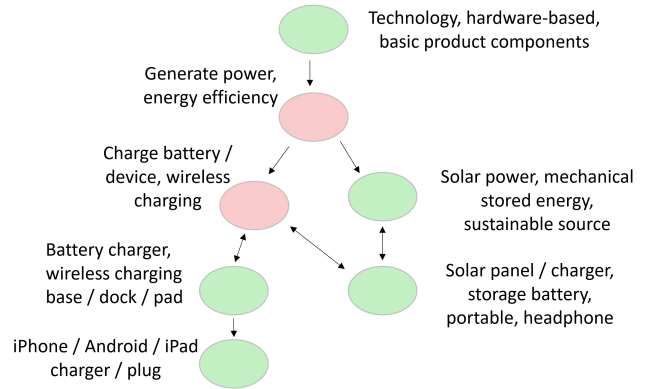 Technology, hardware-based,
basic product components
Generate power,
energy efficiency
Charge battery /
device, wireless
charging
Solar power, mechanical
stored energy,
sustainable source
Battery charger,
wireless charging
base / dock / pad
Solar panel / charger,
storage battery,
portable, headphone
iPhone / Android / iPad
charger / plug